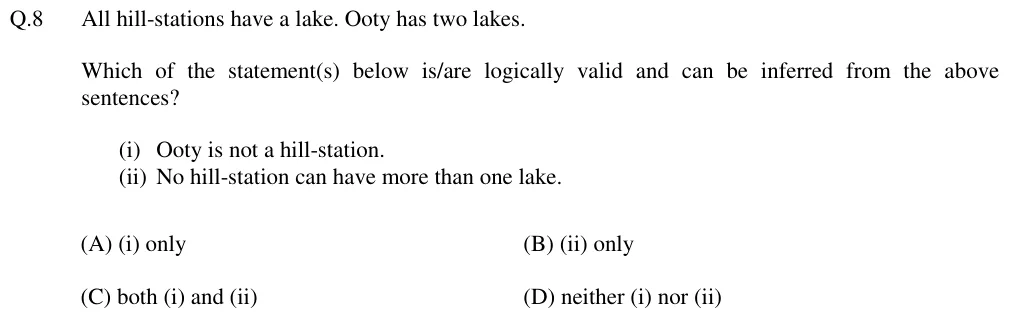 Q.8 All hill-stations have a lake. Ooty has two lakes.
Which of the statement(s) below is/are logically valid and can be inferred from the above
sentences?
(i) Ooty is not a hill-station.
(ii) No hill-station can have more than one lake.
(A) (i) only (B) (ii) only
(C) both (i) and (ii) (D) neither (i) nor (ii)